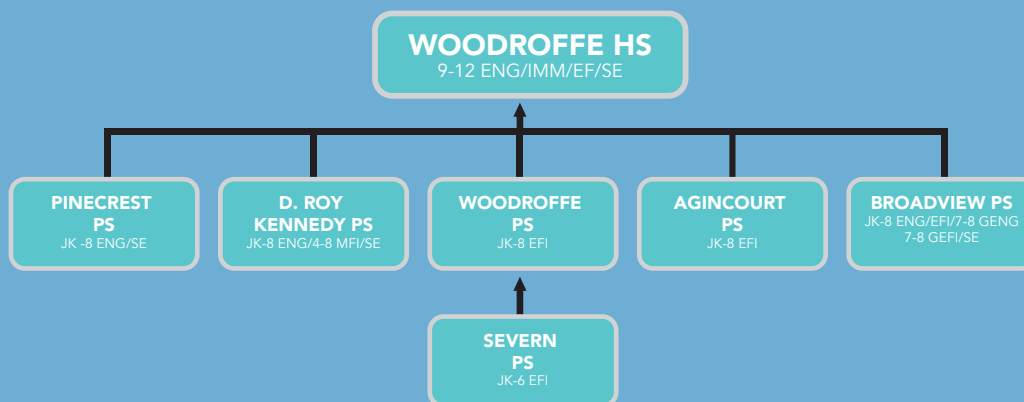 WOODROFFE HS
9-12 ENG/IMM/EF/SE
PINECREST
PS
JK -8 ENG/SE
D. ROY
KENNEDY PS
JK-8 ENG/4-8 MFI/SE
WOODROFFE
PS
JK-8 EFI
AGINCOURT
PS
JK-8 EFI
BROADVIEW PS
JK-8 ENG/EFI/7-8 GENG
7-8 GEFI/SE
SEVERN
PS
JK-6 EFI